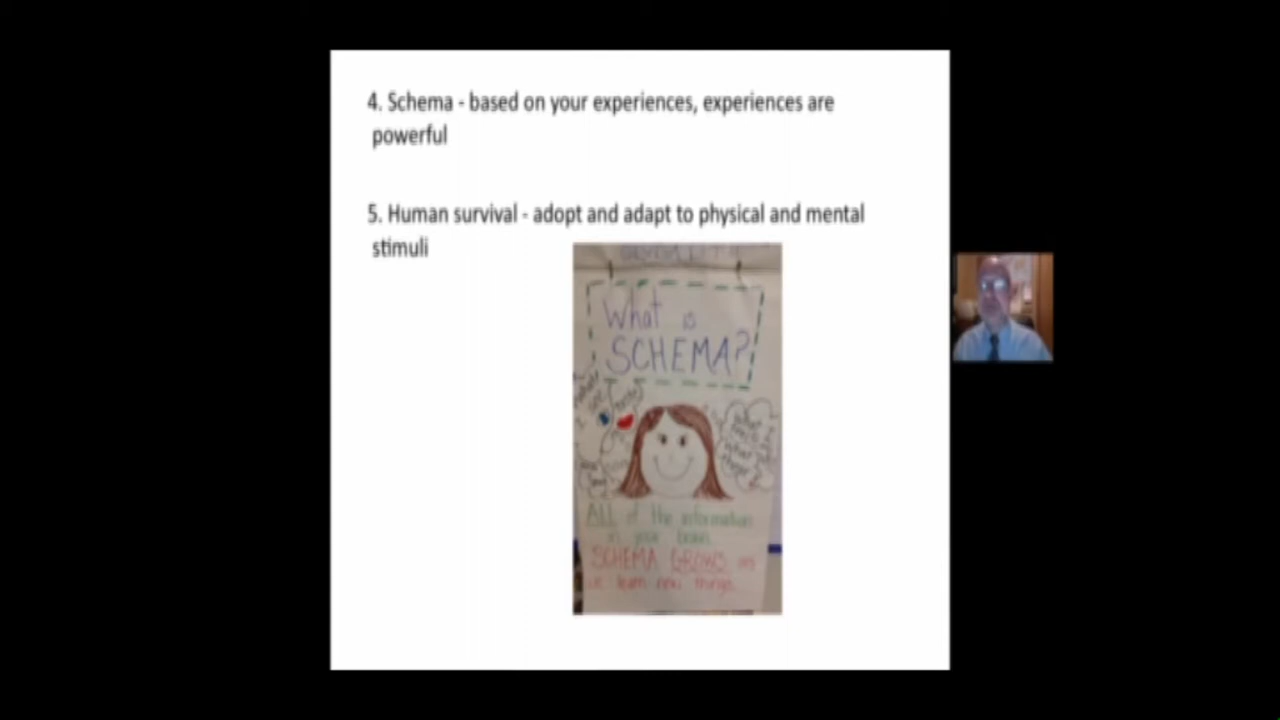 4. Schema - based on your experiences, experiences are
powerful
5. Human survival - adopt and adapt to physical and mental
stimuli
What is
SCHEMA?
ALL of the information
in your brain
SCHEMA GROWS as
we learn new things